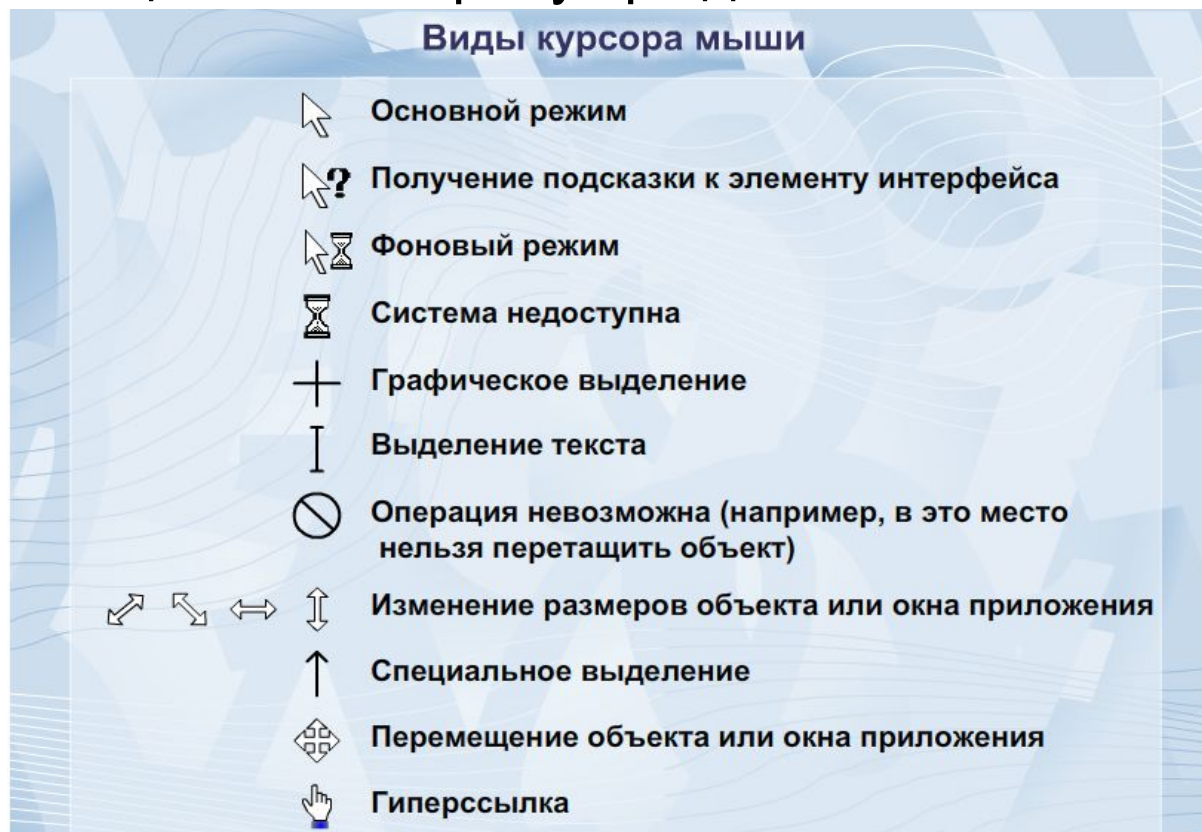 Виды курсора мыши
Основной режим
Получение подсказки к элементу интерфейса
Фоновый режим
Система недоступна
Графическое выделение
Выделение текста
Операция невозможна (например, в это место
нельзя перетащить объект)
Изменение размеров объекта или окна приложения
Специальное выделение
Перемещение объекта или окна приложения
Гиперссылка